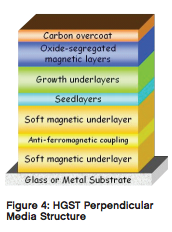 Carbon overcoat
Oxide-segregated
magnetic layers
Growth underlayers
Seedlayers
Soft magnetic underlayer
Anti-ferromagnetic coupling
Soft magnetic underlayer
Glass or Metal Substrate
Figure 4: HGST Perpendicular
Media Structure